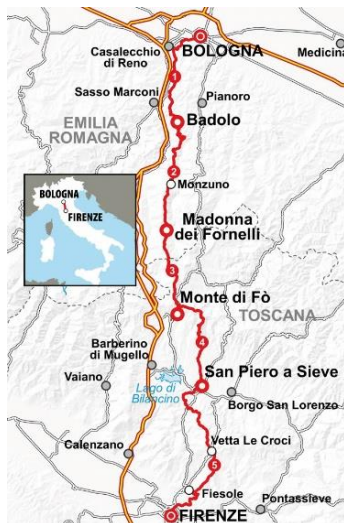 Casalecchio
di Reno
BOLOGNA
Medicina
1
Sasso Marconi
Pianoro
EMILIA
ROMAGNA
Badolo
2
Monzuno
BOLOGNA
FIRENZE
Madonna
dei Fornelli
3
Monte di Fò
TOSCANA
4
Barberino
di Mugello
Lago di
Bilancino
San Piero a Sieve
Vaiano
Borgo San Lorenzo
Vetta Le Croci
Calenzano
5
Fiesole
Pontassieve
FIRENZE